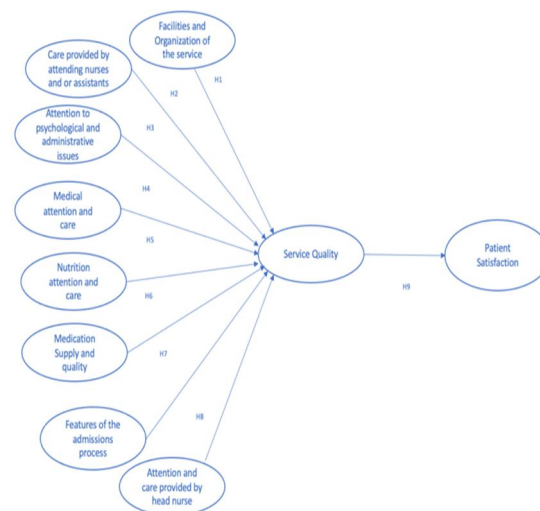 Facilities and
Organization of
the service
Care provided by
attending nurses
and or assistants
H1
H2
Attention to
psychological and
administrative
issues
H3
H4
Medical
attention and
care
H5
Service Quality
Patient
Satisfaction
Nutrition
attention and
care
H6
H9
Medication
Supply and
quality
H7
H8
Features of the
admissions
process
Attention and
care provided by
head nurse